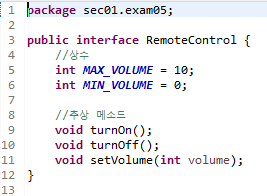 1 package sec01.exam05;
2
3 public interface RemoteControl {
4 //상수
5 int MAX_VOLUME = 10;
6 int MIN_VOLUME = 0;
7
8 //추상 메소드
9 void turnOn();
10 void turnOff();
11 void setVolume(int volume);
12 }
13